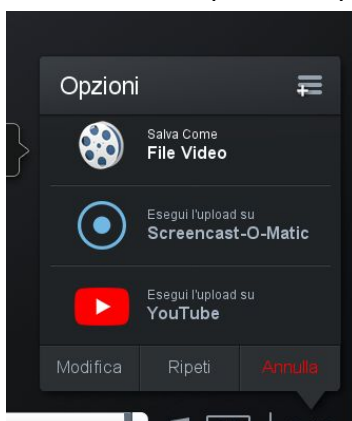 Opzioni
Salva Come
File Video
Esegui l'upload su
Screencast-O-Matic
Esegui l'upload su
YouTube
Modifica Ripeti Annulla